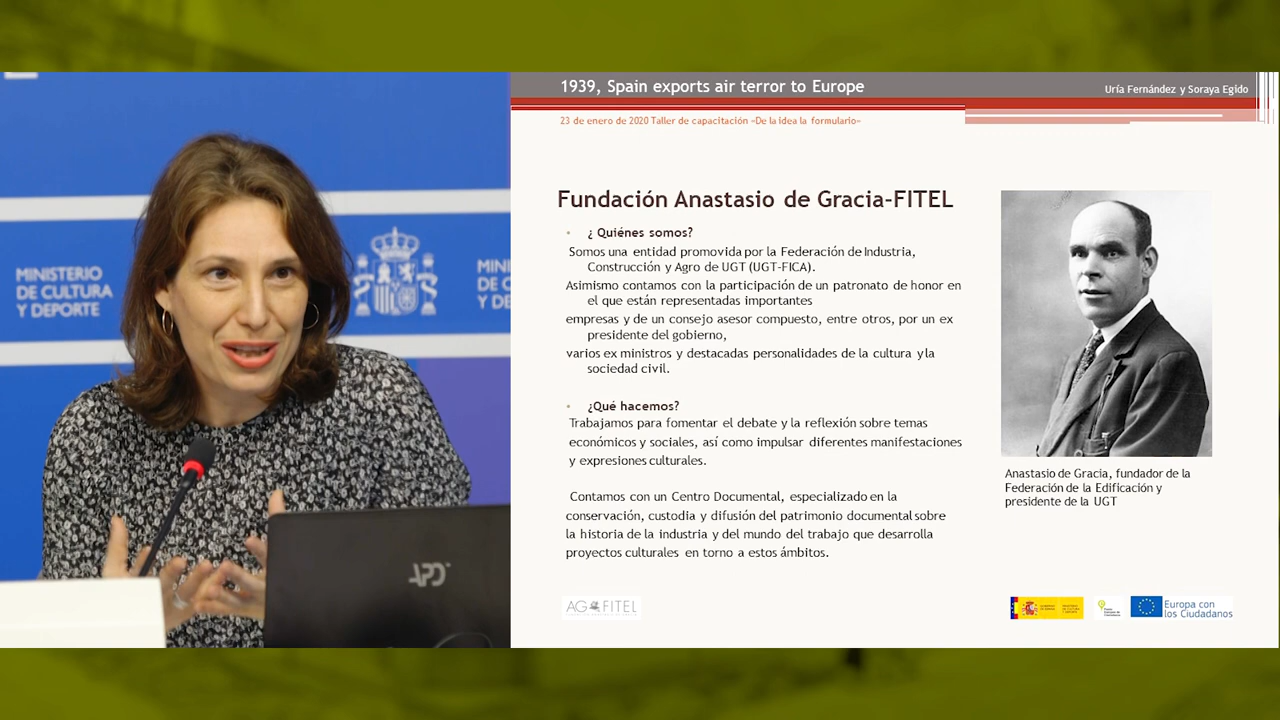 MINISTERIO
DE CULTURA
Y DEPORTE
MINI
DE C
Y DE
APD
1939, Spain exports air terror to Europe
Uría Fernández y Soraya Egido
23 de enero de 2020 Taller de capacitación «De la idea la formulario»
Fundación Anastasio de Gracia-FITEL
• ¿ Quiénes somos?
Somos una entidad promovida por la Federación de Industria,
Construcción y Agro de UGT (UGT-FICA).
Asimismo contamos con la participación de un patronato de honor en
el que están representadas importantes
empresas y de un consejo asesor compuesto, entre otros, por un ex
presidente del gobierno,
varios ex ministros y destacadas personalidades de la cultura y la
sociedad civil.
• ¿Qué hacemos?
Trabajamos para fomentar el debate y la reflexión sobre temas
económicos y sociales, así como impulsar diferentes manifestaciones
y expresiones culturales.
Contamos con un Centro Documental, especializado en la
conservación, custodia y difusión del patrimonio documental sobre
la historia de la industria y del mundo del trabajo que desarrolla
proyectos culturales en torno a estos ámbitos.
Anastasio de Gracia, fundador de la
Federación de la Edificación y
presidente de la UGT
AG FITEL
Europa con
los Ciudadanos